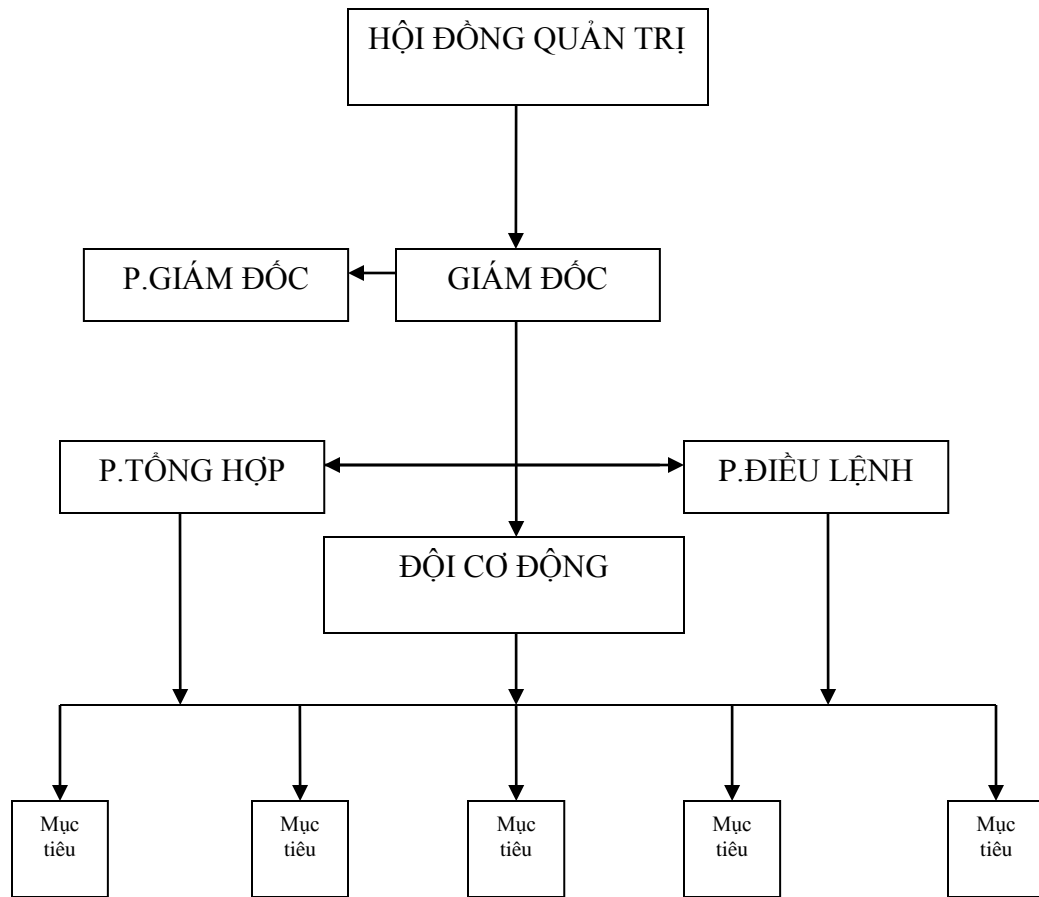 HỘI ĐỒNG QUẢN TRỊ
P.GIÁM ĐỐC
GIÁM ĐỐC
P.TỔNG HỢP
P.ĐIỀU LỆNH
ĐỘI CƠ ĐỘNG
Mục
tiêu
Mục
tiêu
Mục
tiêu
Mục
tiêu
Mục
tiêu